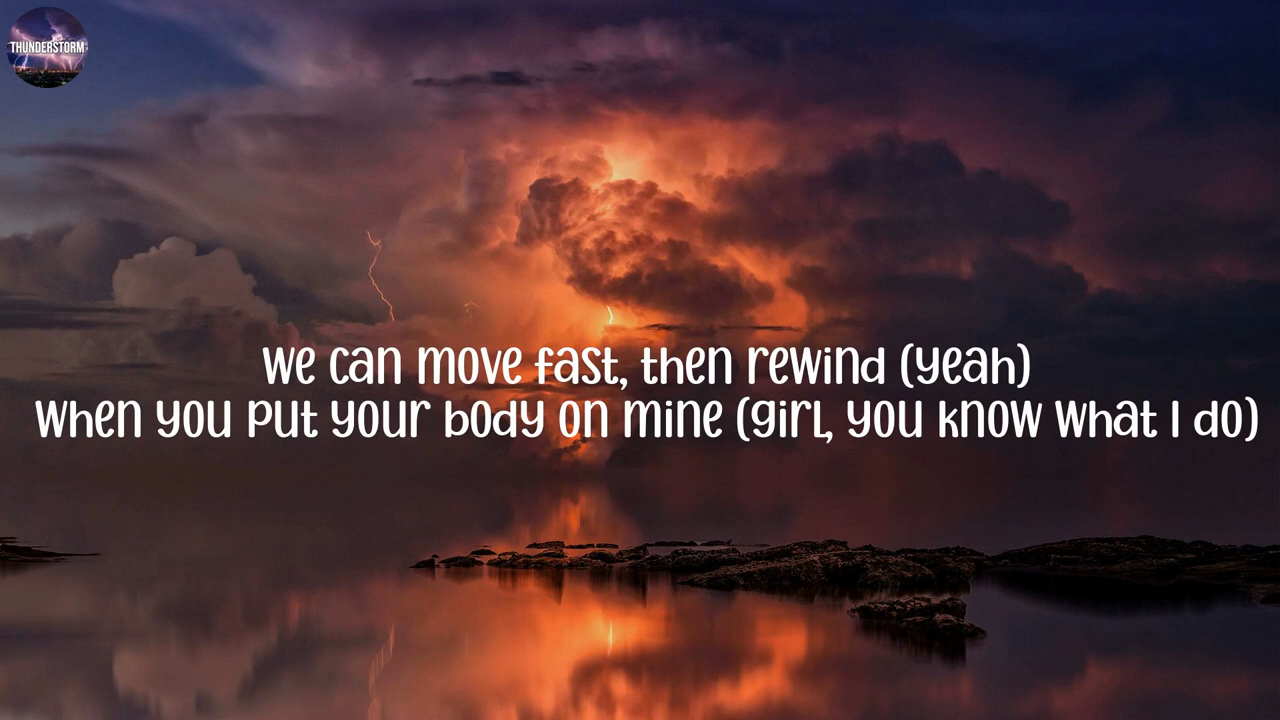 THUNDERSTORM
We can move fast, then rewind (yeah)
When you put your body on mine (girl, you know what I do)